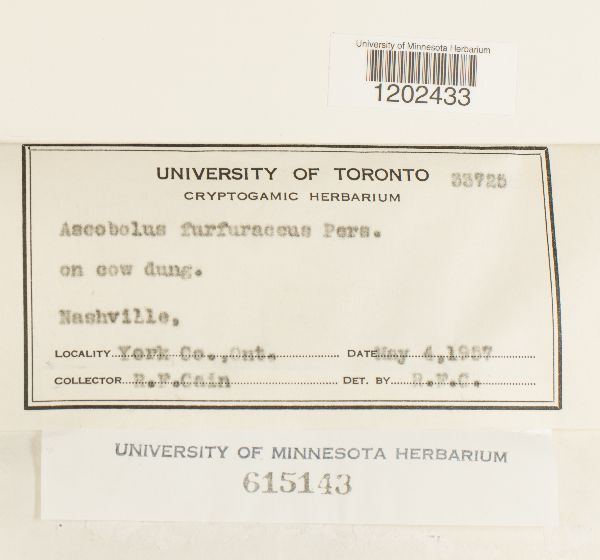 University of Minnesota Herbarium
1202433
UNIVERSITY OF TORONTO 33725
CRYPTOGAMIC HERBARIUM
Ascobolus furfuraceus Pers.
on cow dung.
Nashville,
LOCALITY York Co., Ont. DATE May 4, 1957
COLLECTOR R.F.Cain DET. BY R.F.C.
UNIVERSITY OF MINNESOTA HERBARIUM
615143